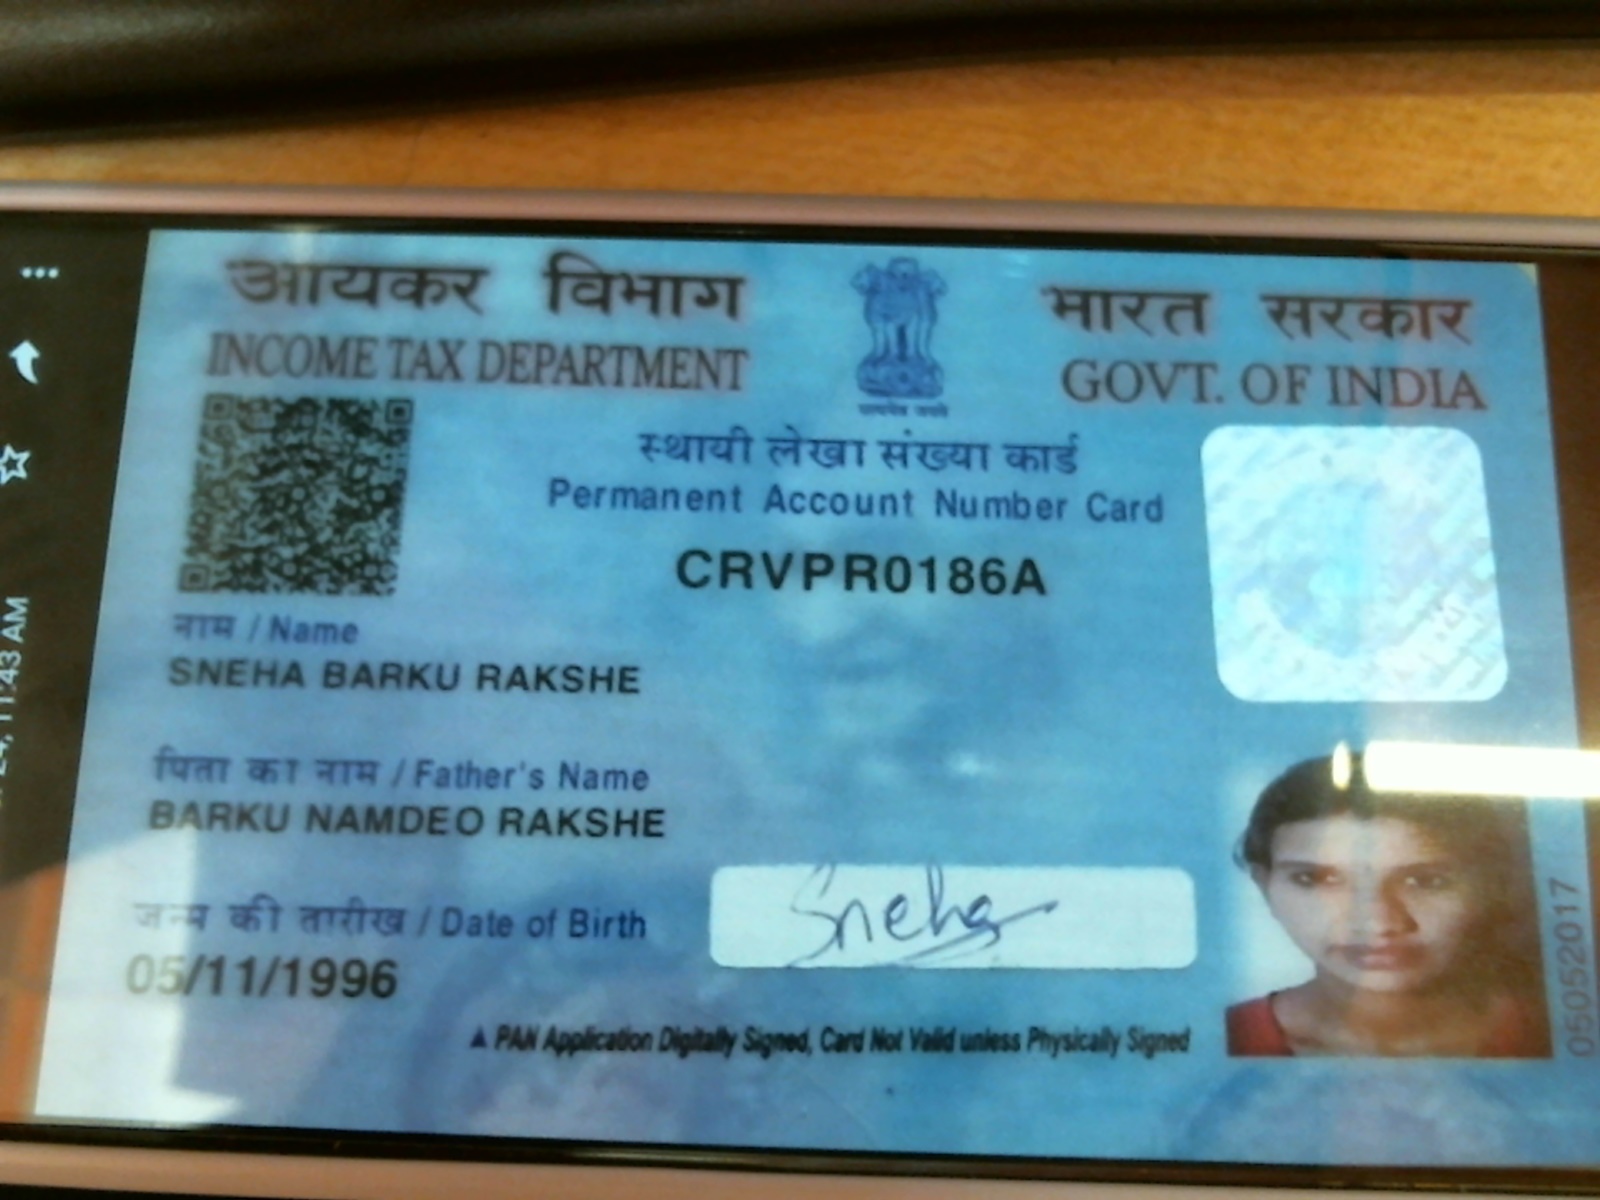 आयकर विभाग
INCOME TAX DEPARTMENT
भारत सरकार
GOVT. OF INDIA
स्थायी लेखा संख्या कार्ड
Permanent Account Number Card
CRVPR0186A
नाम / Name
SNEHA BARKU RAKSHE
पिता का नाम / Father's Name
BARKU NAMDEO RAKSHE
जन्म की तारीख / Date of Birth
05/11/1996
Sneha
PAN Application Digitally Signed, Card Not Valid unless Physically Signed
05052017
11:43 AM